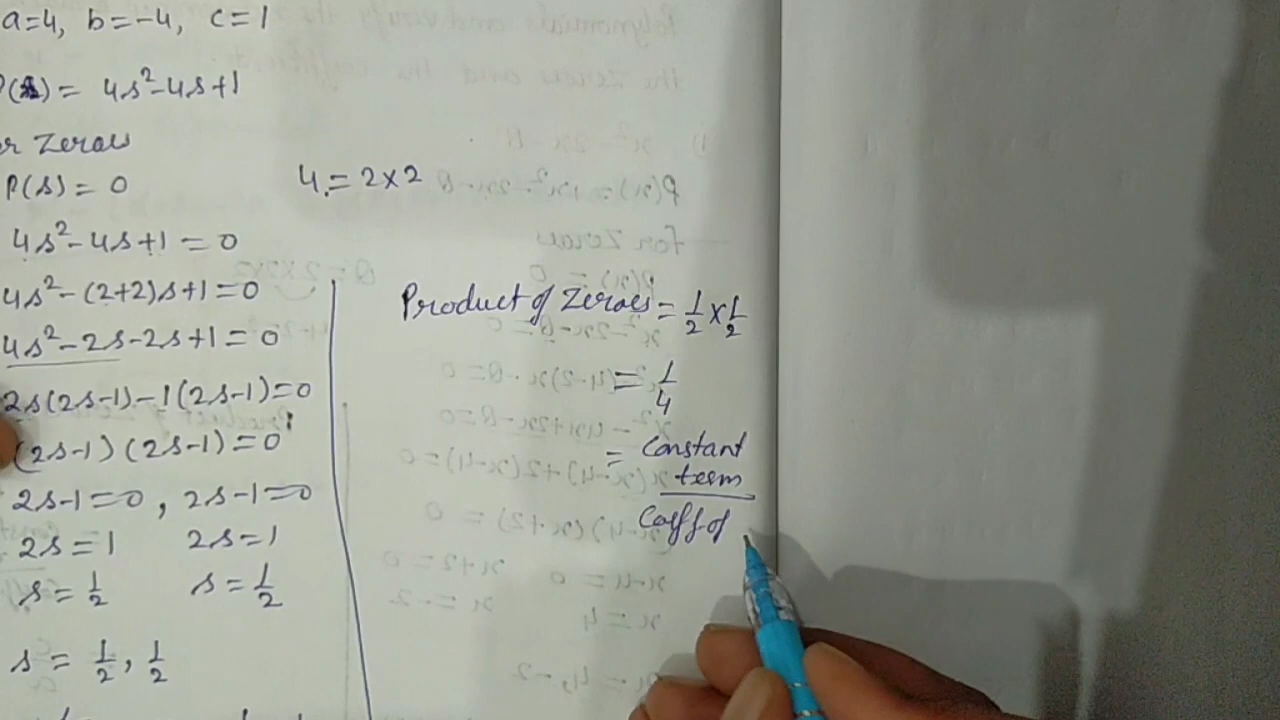 a=4, b=-4, c=1
P(s) = 4s²-4s+1
Zeroes
P(s) = 0
4 = 2×2
4s²-4s+1 = 0
4s²-(2+2)s+1=0
4s²-2s-2s+1=0
2s(2s-1)-1(2s-1)=0
(2s-1)(2s-1)=0
2s-1=0, 2s-1=0
2s=1 2s=1
s=1/2 s=1/2
s = 1/2, 1/2
Product of Zeroes = 1/2 × 1/2
= 1/4
= Constant
term
Coeff of